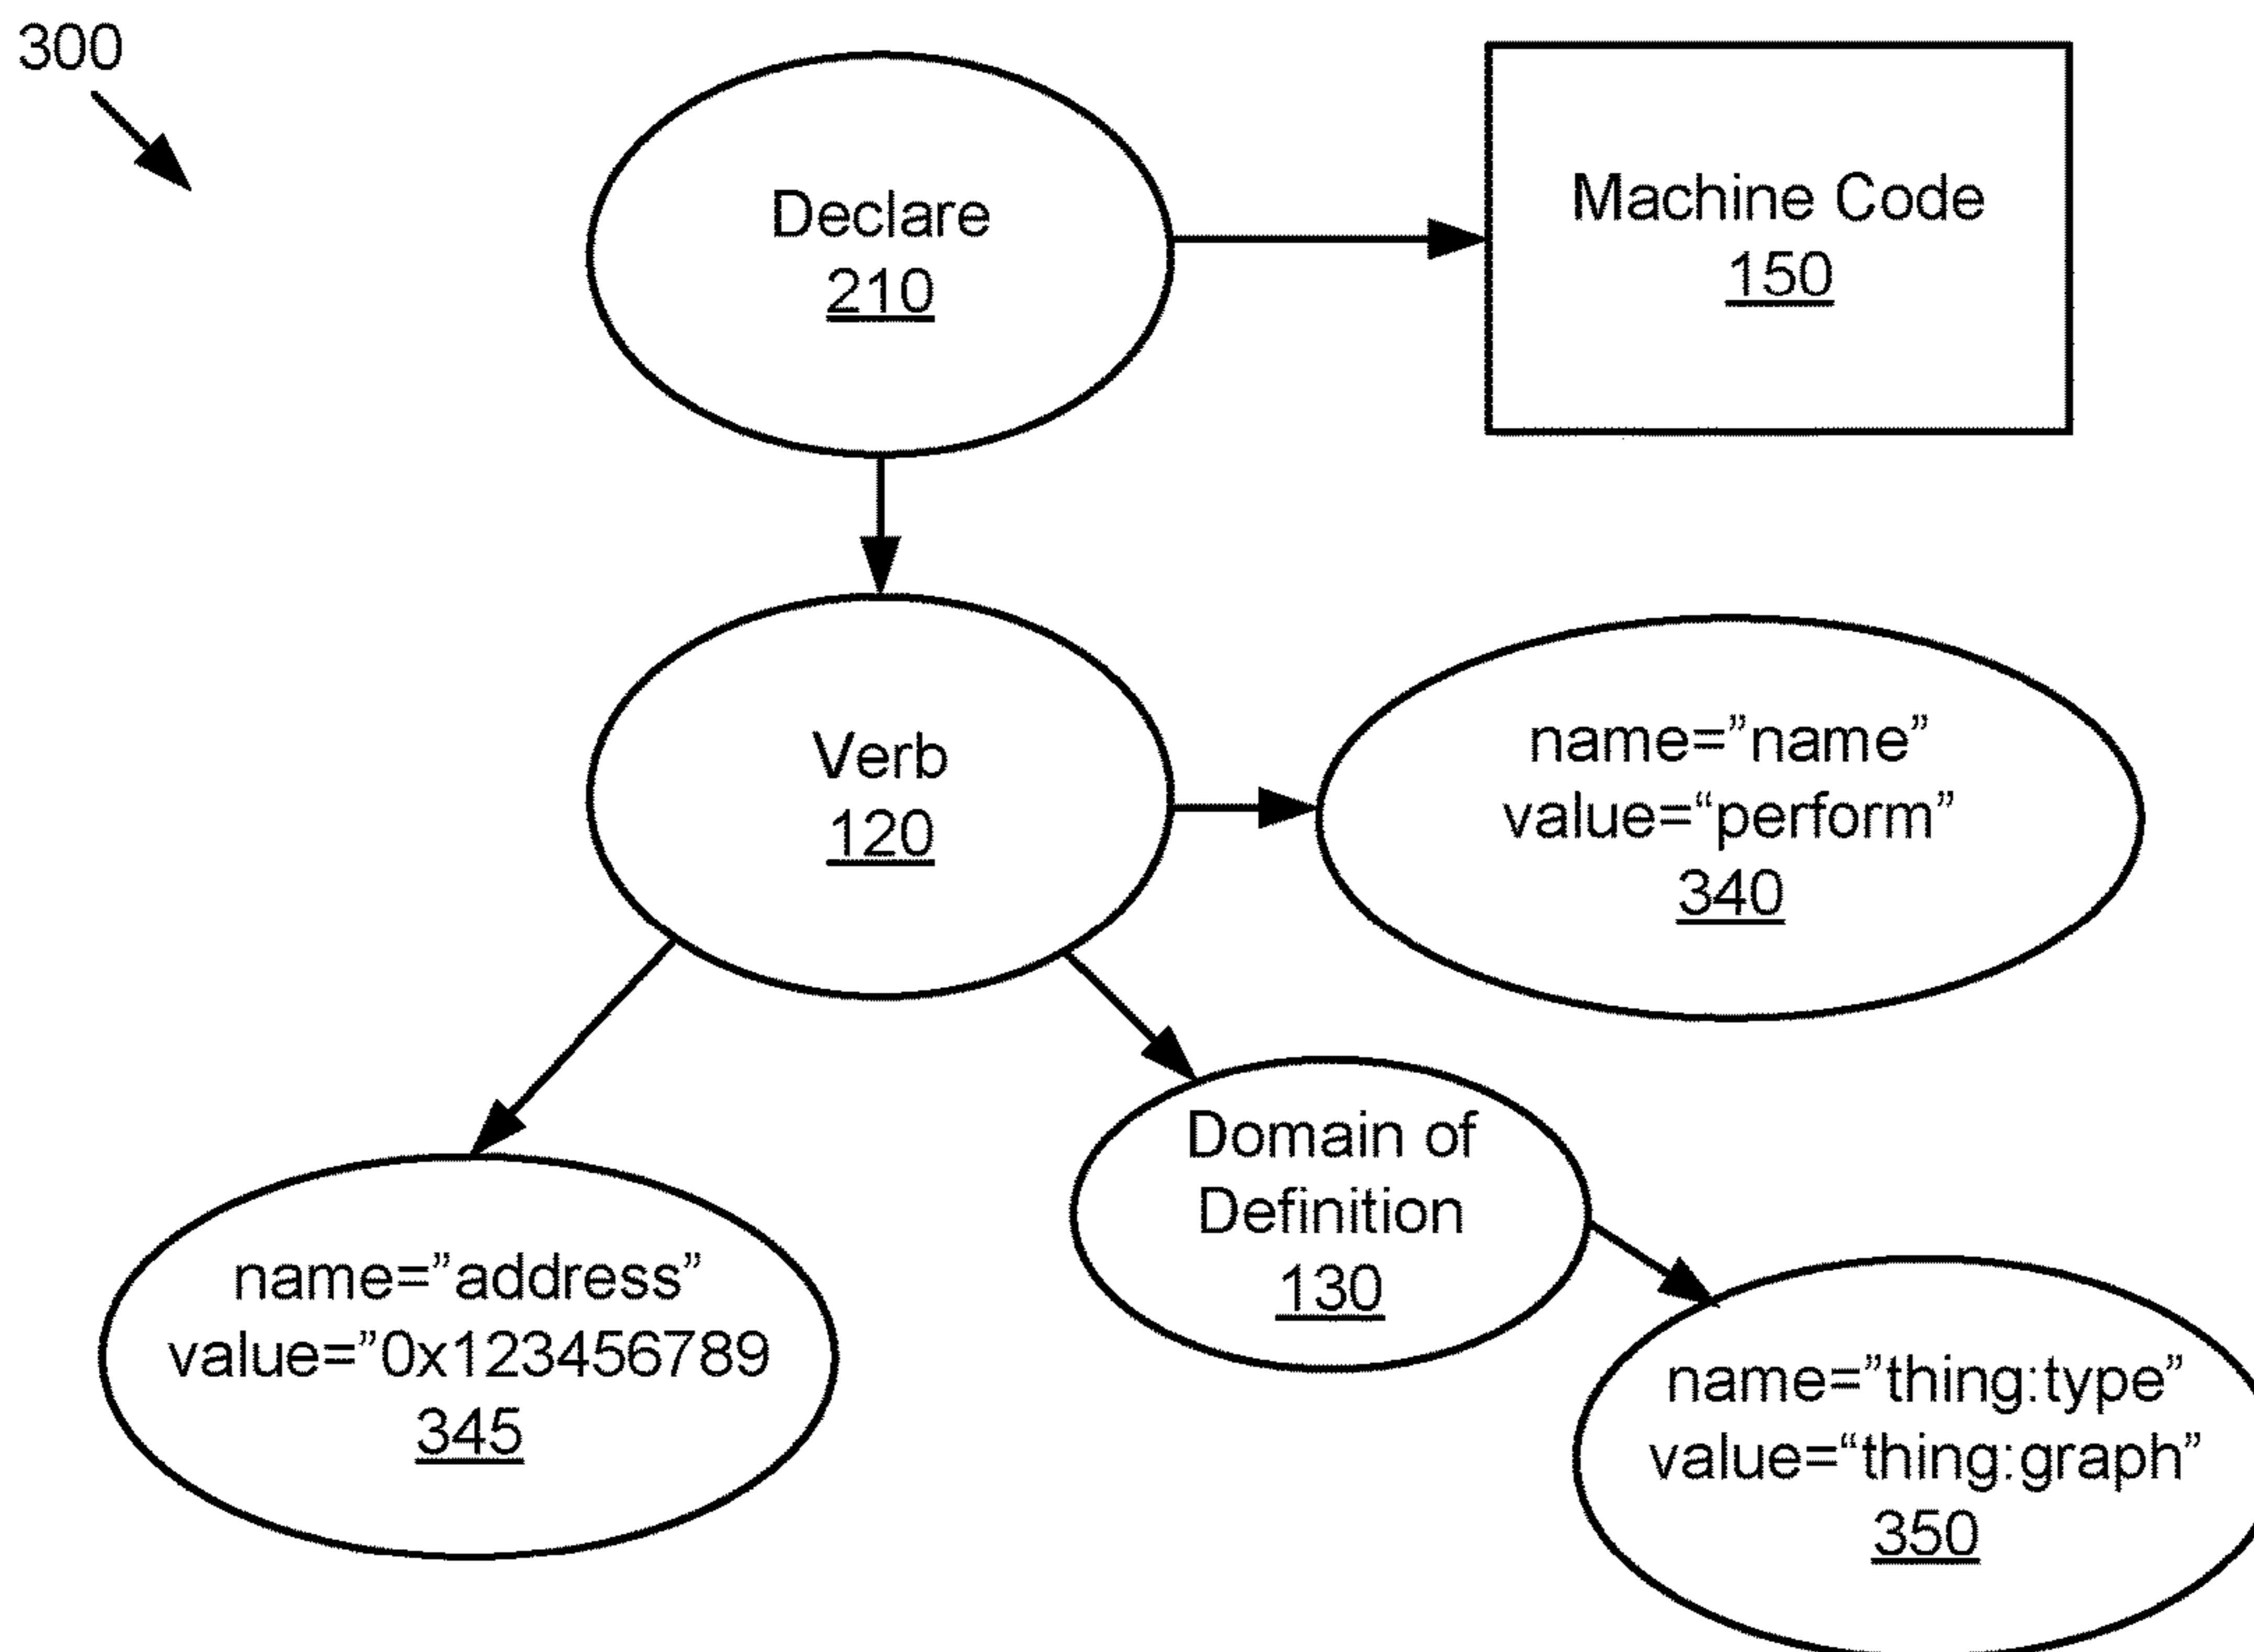 300
Declare
210
Machine Code
150
Verb
120
name=”name”
value=“perform”
340
Domain of
Definition
130
name=”address”
value=”0x123456789
345
name=”thing:type”
value=“thing:graph”
350